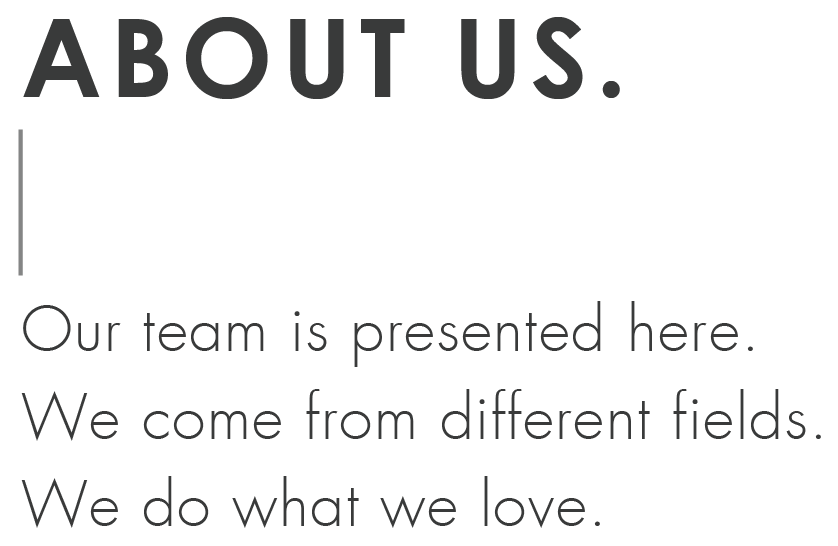 ABOUT US.
Our team is presented here.
We come from different fields.
We do what we love.